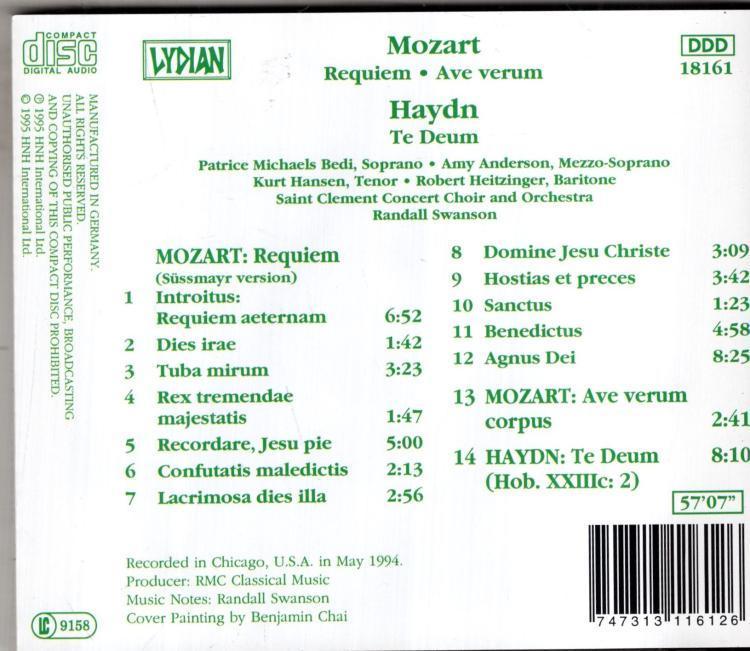 COMPACT
disc
DIGITAL AUDIO
LYDIAN
Mozart
Requiem • Ave verum
DDD
18161
Haydn
Te Deum
Patrice Michaels Bedi, Soprano • Amy Anderson, Mezzo-Soprano
Kurt Hansen, Tenor • Robert Heitzinger, Baritone
Saint Clement Concert Choir and Orchestra
Randall Swanson
MOZART: Requiem
(Süssmayr version)
1 Introitus:
Requiem aeternam 6:52
2 Dies irae 1:42
3 Tuba mirum 3:23
4 Rex tremendae
majestatis 1:47
5 Recordare, Jesu pie 5:00
6 Confutatis maledictis 2:13
7 Lacrimosa dies illa 2:56
8 Domine Jesu Christe 3:09
9 Hostias et preces 3:42
10 Sanctus 1:23
11 Benedictus 4:58
12 Agnus Dei 8:25
13 MOZART: Ave verum
corpus 2:41
14 HAYDN: Te Deum 8:10
(Hob. XXIIIc: 2)
57'07"
Recorded in Chicago, U.S.A. in May 1994.
Producer: RMC Classical Music
Music Notes: Randall Swanson
Cover Painting by Benjamin Chai
LC 9158
7 47313 116126
MANUFACTURED IN GERMANY.
ALL RIGHTS RESERVED.
UNAUTHORISED PUBLIC PERFORMANCE, BROADCASTING
AND COPYING OF THIS COMPACT DISC PROHIBITED.
℗ 1995 HNH International Ltd.
© 1995 HNH International Ltd.